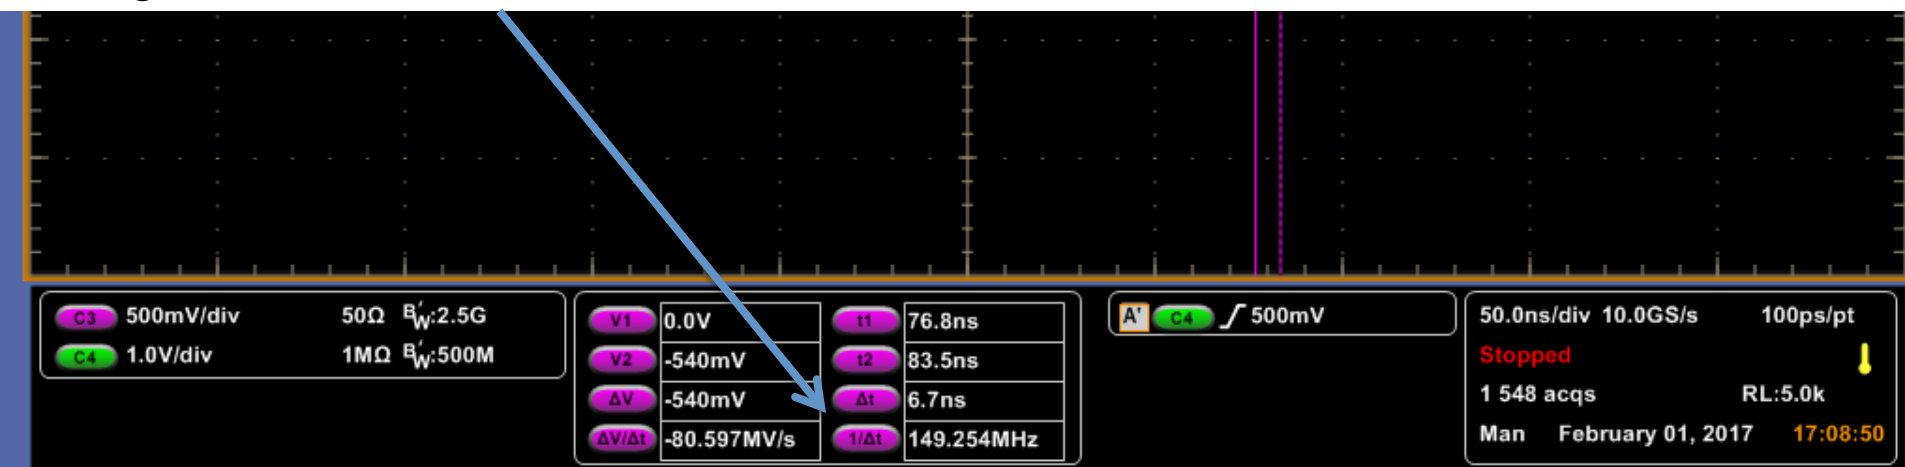 C3 500mV/div 50Ω B'W:2.5G
C4 1.0V/div 1MΩ B'W:500M
V1 0.0V t1 76.8ns
V2 -540mV t2 83.5ns
ΔV -540mV Δt 6.7ns
ΔV/Δt -80.597MV/s 1/Δt 149.254MHz
A' C4 500mV
50.0ns/div 10.0GS/s 100ps/pt
Stopped
1 548 acqs RL:5.0k
Man February 01, 2017 17:08:50